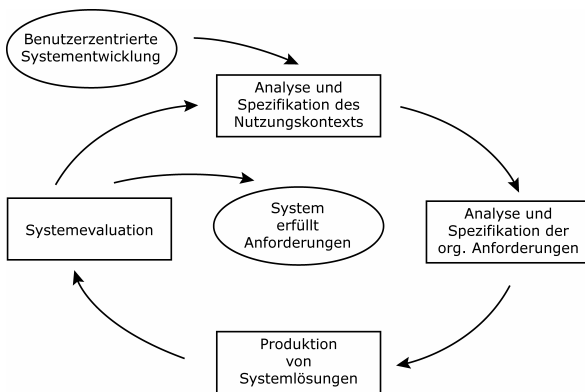 Benutzerzentrierte
Systementwicklung
Analyse und
Spezifikation des
Nutzungskontexts
Analyse und
Spezifikation der
org. Anforderungen
Produktion
von
Systemlösungen
Systemevaluation
System
erfüllt
Anforderungen